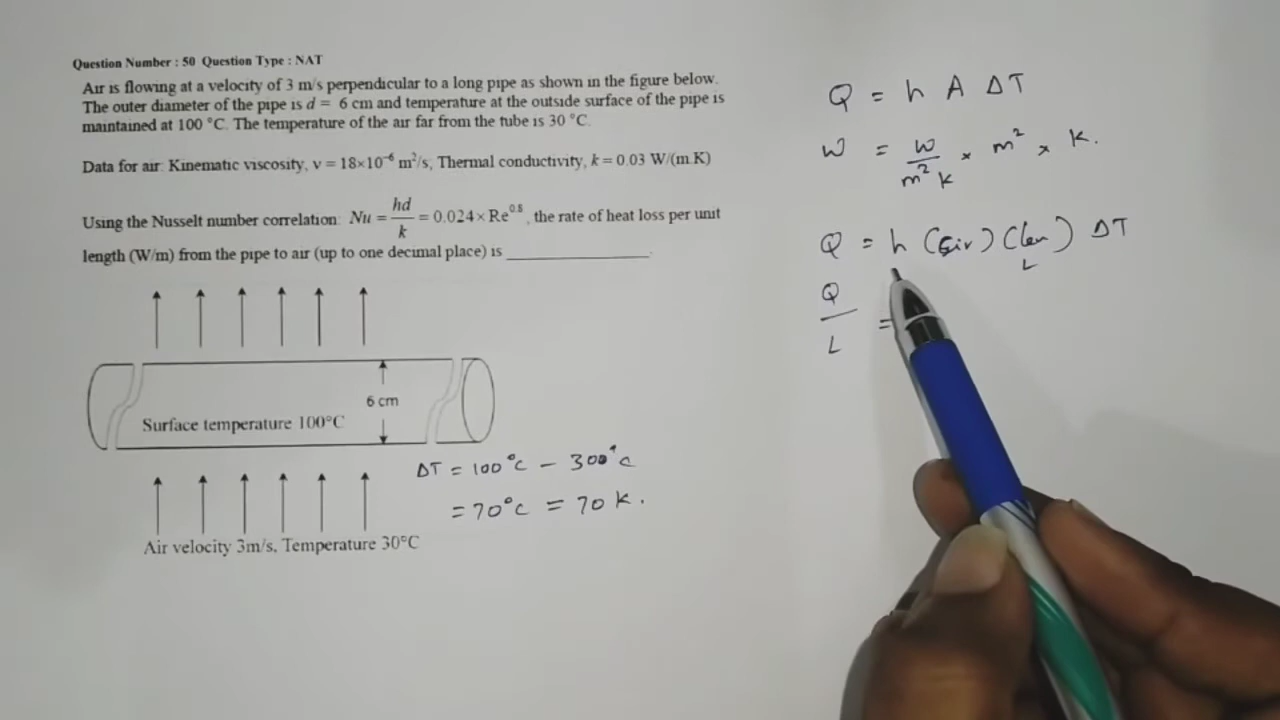 Question Number : 50 Question Type : NAT
Air is flowing at a velocity of 3 m/s perpendicular to a long pipe as shown in the figure below.
The outer diameter of the pipe is d = 6 cm and temperature at the outside surface of the pipe is
maintained at 100 °C. The temperature of the air far from the tube is 30 °C.
Data for air: Kinematic viscosity, ν = 18×10⁻⁶ m²/s, Thermal conductivity, k = 0.03 W/(m.K)
Using the Nusselt number correlation: Nu = hd/k = 0.024×Re^0.8, the rate of heat loss per unit
length (W/m) from the pipe to air (up to one decimal place) is ____________.
6 cm
Surface temperature 100°C
Air velocity 3m/s, Temperature 30°C
ΔT = 100°C − 300°C
= 70°C = 70 K.
Q = h A ΔT
W = W/m²K × m² × K.
Q = h (Cir) (len) ΔT
L
Q/L =